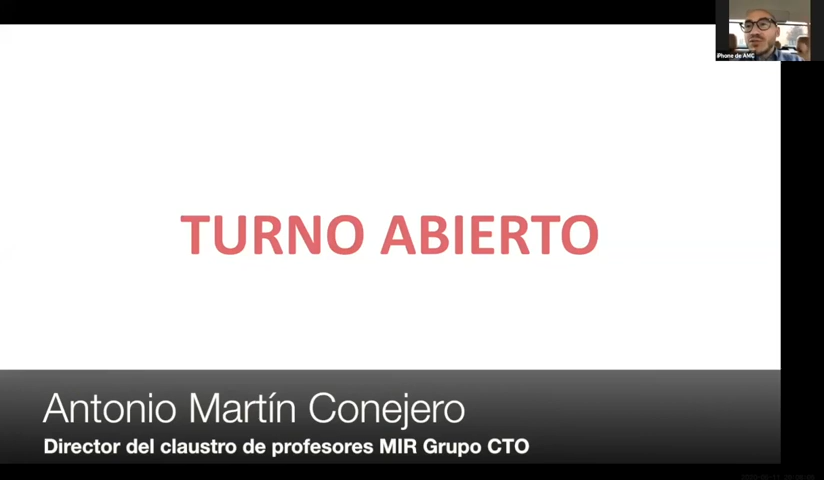 iPhone de AMC
TURNO ABIERTO
Antonio Martín Conejero
Director del claustro de profesores MIR Grupo CTO